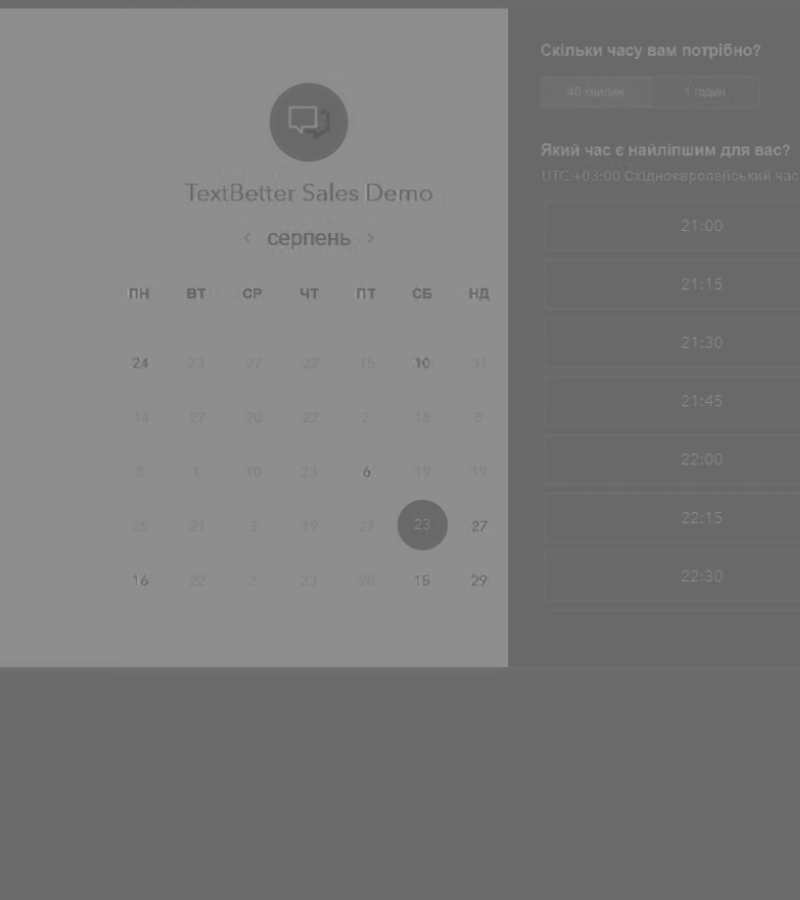 TextBetter Sales Demo
< серпень >
ПН ВТ СР ЧТ ПТ СБ НД
24 23 27 22 15 10 31
14 27 20 22 2 18 8
8 1 10 23 6 19 19
25 21 3 19 27 23 27
16 22 2 23 28 15 29
Скільки часу вам потрібно?
40 хвилин 1 годин
Який час є найліпшим для вас?
UTC +03:00 Східноєвропейський час
21:00
21:15
21:30
21:45
22:00
22:15
22:30